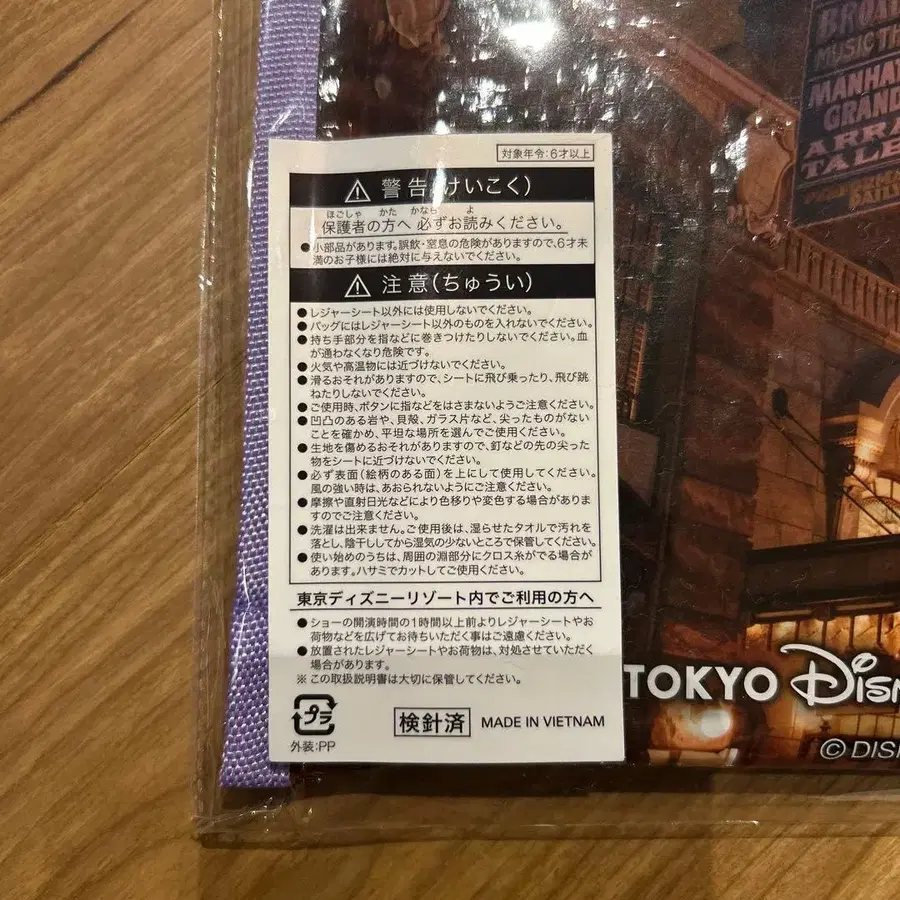 対象年令:6才以上
⚠ 警告(けいこく)
ほごしゃ かた かなら よ
保護者の方へ 必ずお読みください。
●小部品があります。誤飲・窒息の危険がありますので、6才未
満のお子様には絶対に与えないでください。
⚠ 注意(ちゅうい)
●レジャーシート以外には使用しないでください。
●バッグにはレジャーシート以外のものを入れないでください。
●持ち手部分を指などに巻きつけたりしないでください。血
が通わなくなり危険です。
●火気や高温物には近づけないでください。
●滑るおそれがありますので、シートに飛び乗ったり、飛び跳
ねたりしないでください。
●ご使用時、ボタンに指などをはさまないようご注意ください。
●凹凸のある岩や、貝殻、ガラス片など、尖ったものがない
ことを確かめ、平坦な場所を選んでご使用ください。
●生地を傷めるおそれがありますので、釘などの先の尖った
物をシートに近づけないでください。
●必ず表面(絵柄のある面)を上にして使用してください。
風の強い時は、あおられないようにご注意ください。
●摩擦や直射日光などにより色移りや変色する場合がありま
すのでご注意ください。
●洗濯は出来ません。ご使用後は、湿らせたタオルで汚れを
落とし、陰干ししてから湿気の少ないところで保管してください。
●使い始めのうちは、周囲の淵部分にクロス糸がでる場合が
あります。ハサミでカットしてご使用ください。
東京ディズニーリゾート内でご利用の方へ
●ショーの開演時間の1時間以上前よりレジャーシートやお
荷物などを広げてお待ちいただく事はご遠慮ください。
●放置されたレジャーシートやお荷物は、対処させていただく
場合があります。
※この取扱説明書は大切に保管してください。
プラ
外装:PP
検針済
MADE IN VIETNAM
BROA
MUSIC TH
MANHA
GRAND
ARRA
TALE
TOKYO Disn
© DISN